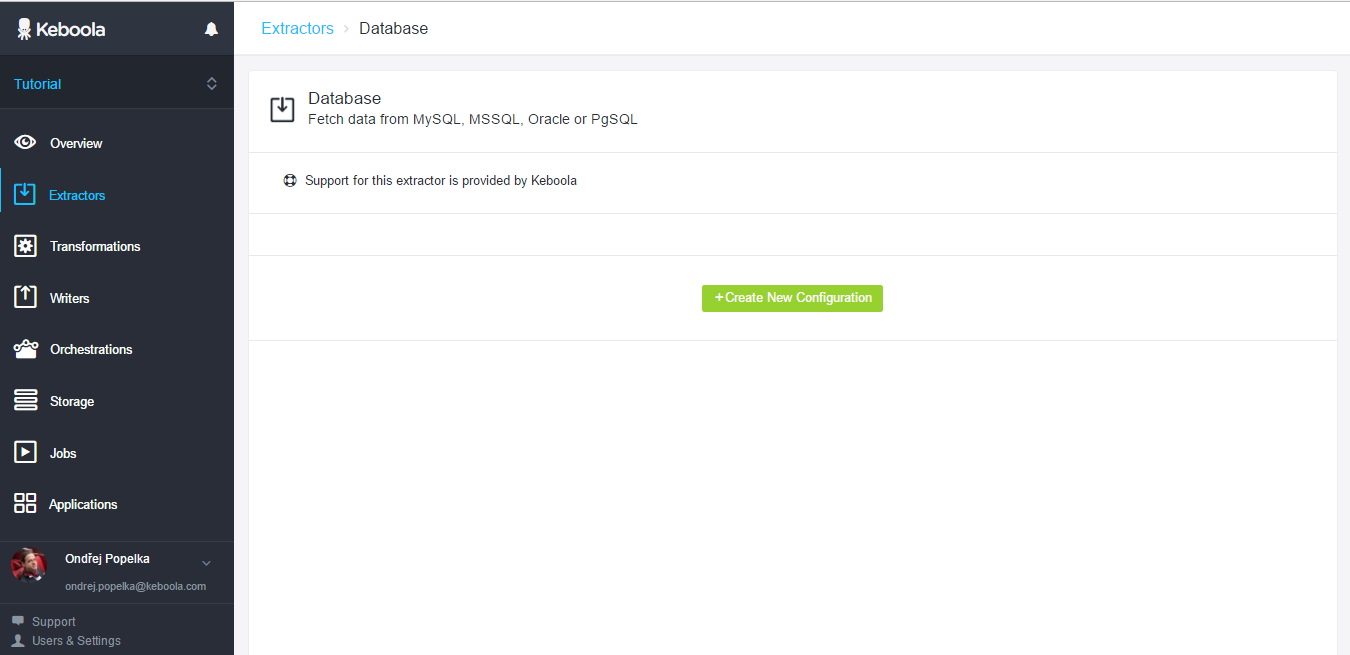 Keboola
Tutorial
Overview
Extractors
Transformations
Writers
Orchestrations
Storage
Jobs
Applications
Ondřej Popelka
ondrej.popelka@keboola.com
Support
Users & Settings
Extractors › Database
Database
Fetch data from MySQL, MSSQL, Oracle or PgSQL
Support for this extractor is provided by Keboola
+Create New Configuration